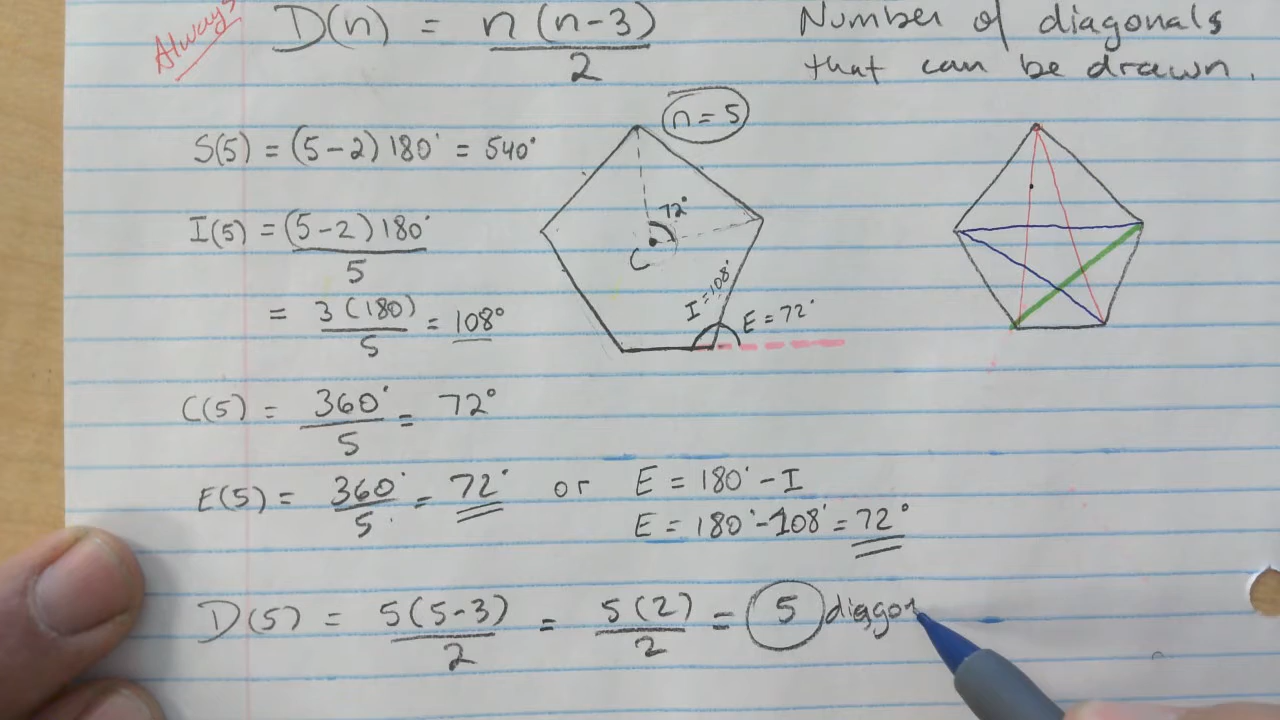 Always
D(n) = n(n-3)/2
Number of diagonals
that can be drawn.
n = 5
S(5) = (5-2)180° = 540°
I(5) = (5-2)180°/5
= 3(180)/5 = 108°
72°
C
I = 108°
E = 72°
C(5) = 360°/5 = 72°
E(5) = 360°/5 = 72° or E = 180° - I
E = 180° - 108° = 72°
D(5) = 5(5-3)/2 = 5(2)/2 = 5 diagon